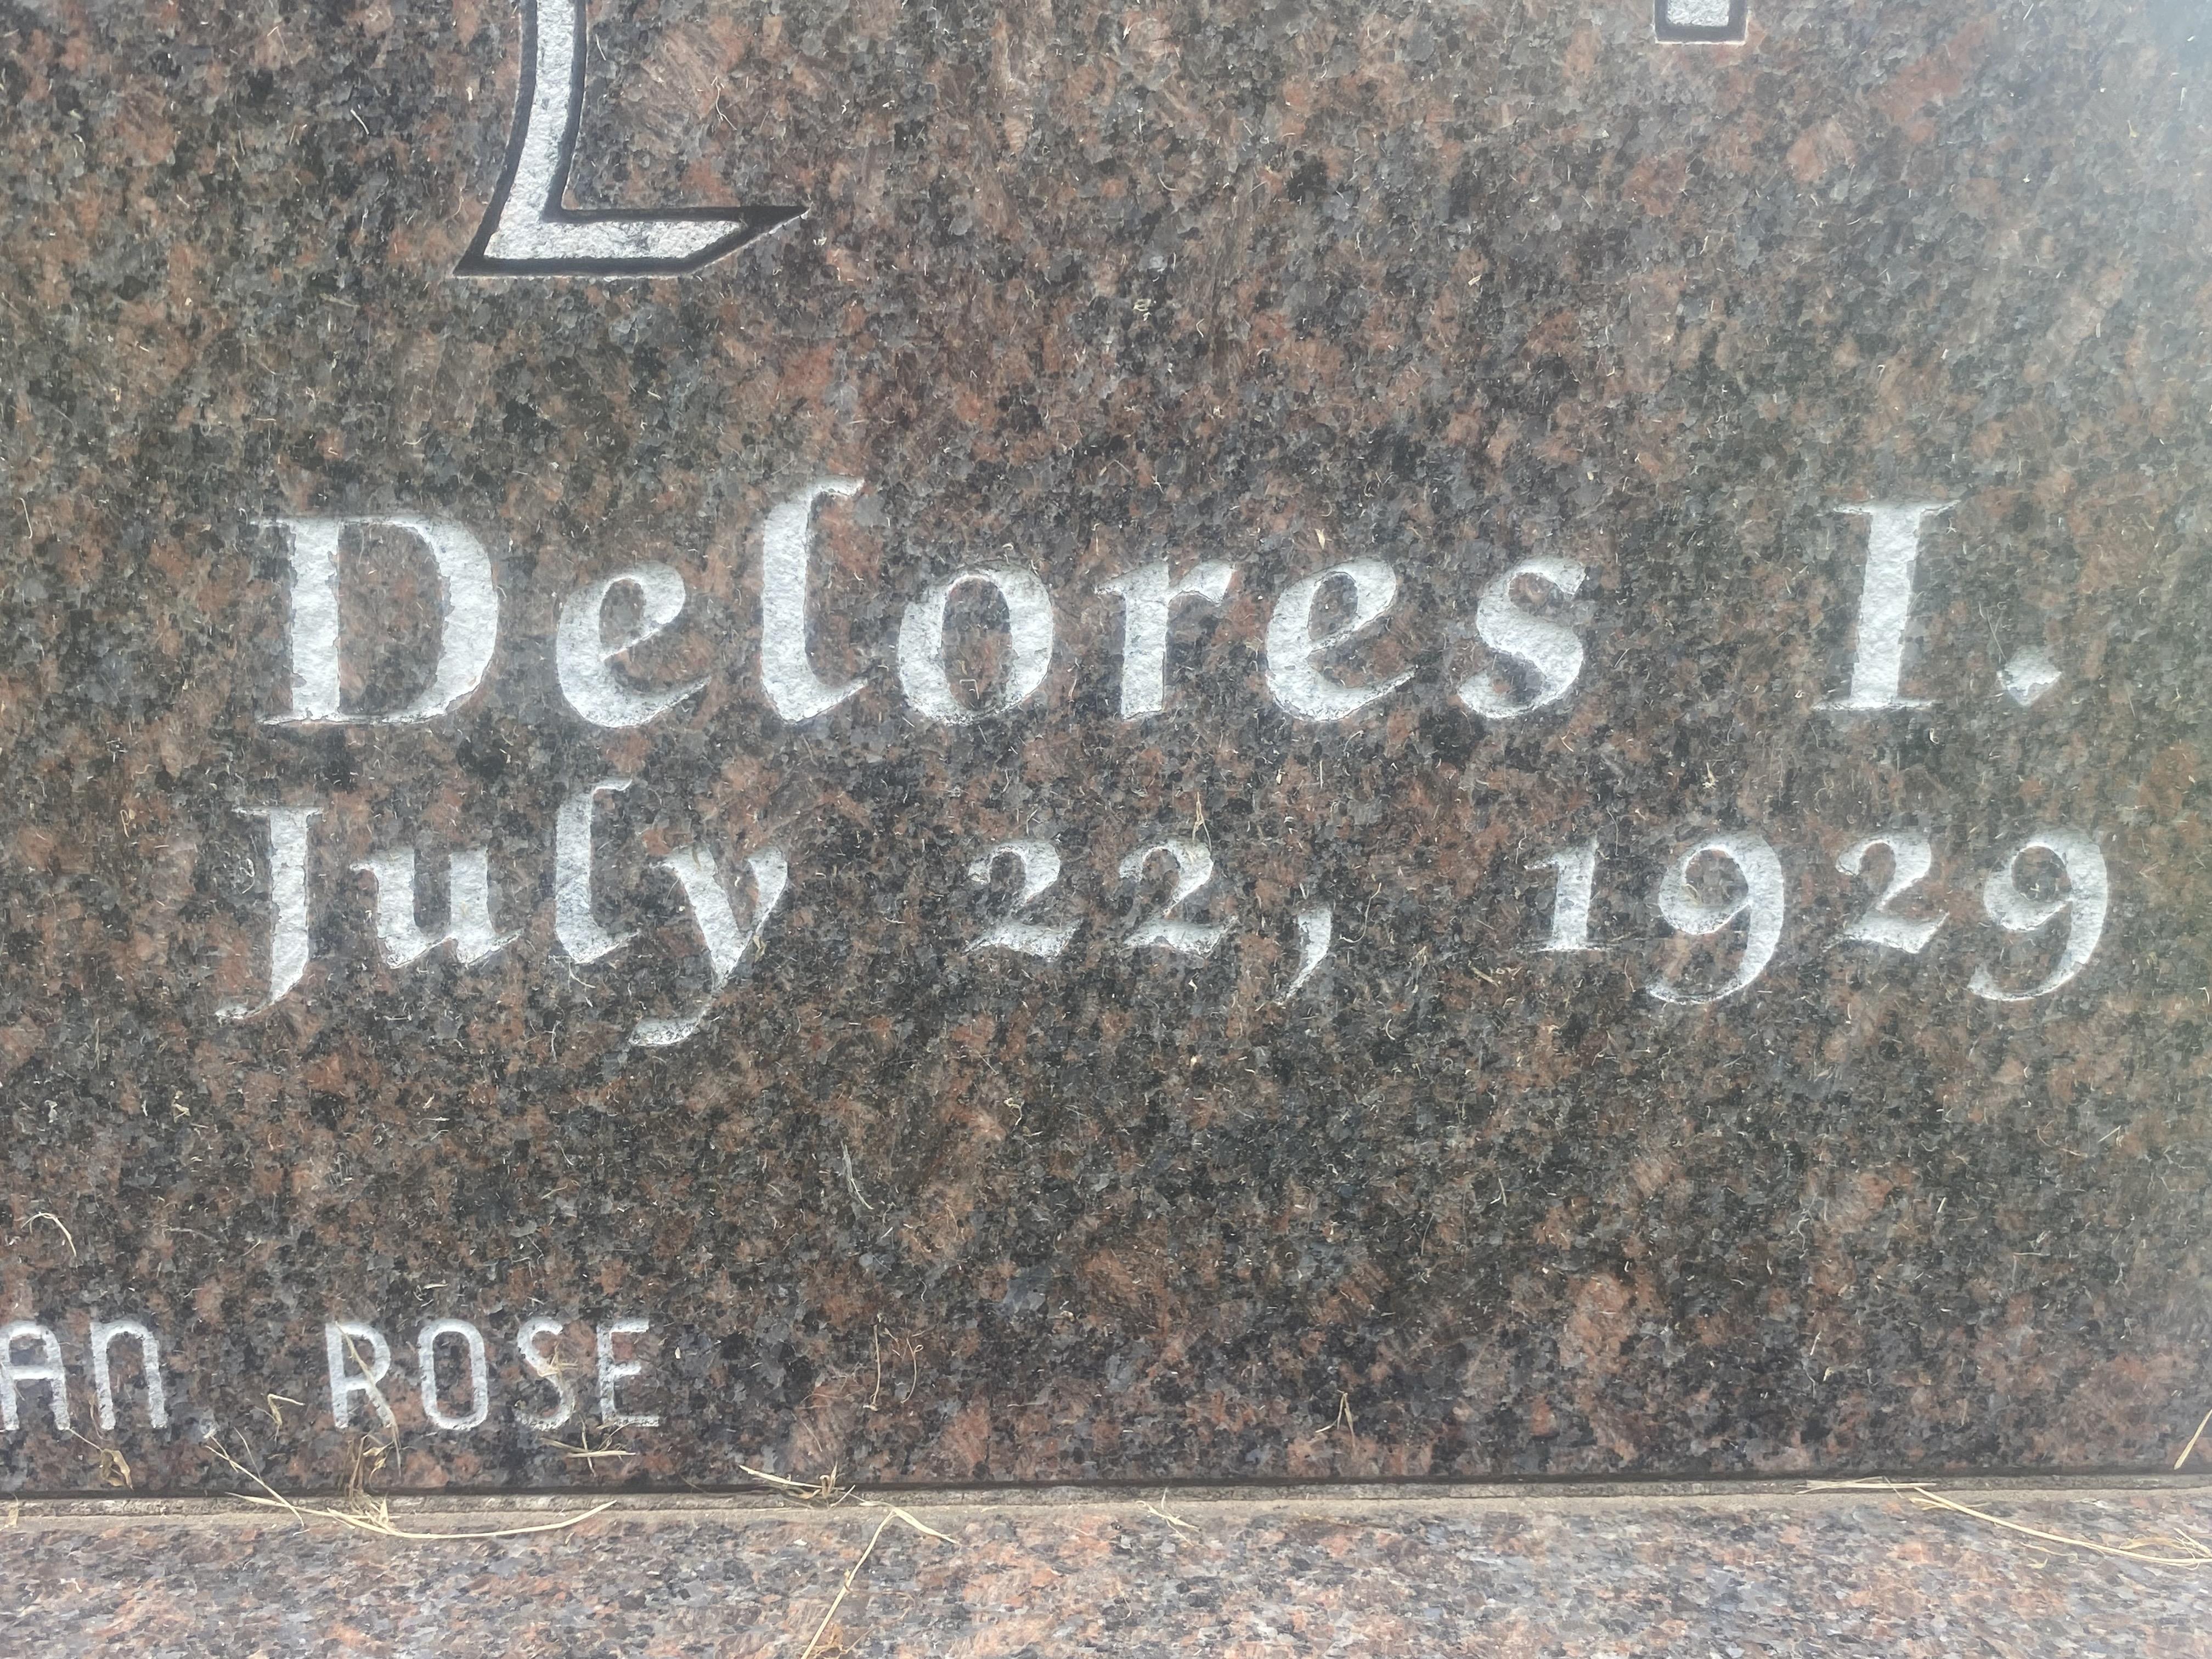 Delores I.
July 22, 1929
ROSE